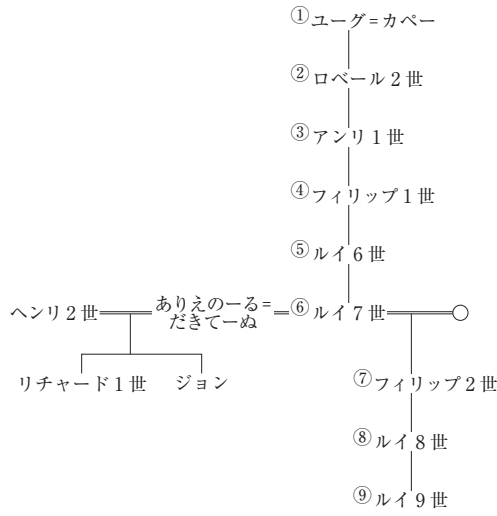 ①ユーグ=カペー
②ロベール2世
③アンリ1世
④フィリップ1世
⑤ルイ6世
ヘンリ2世 ありえのーる= ⑥ルイ7世
だきてーぬ
リチャード1世 ジョン ⑦フィリップ2世
⑧ルイ8世
⑨ルイ9世